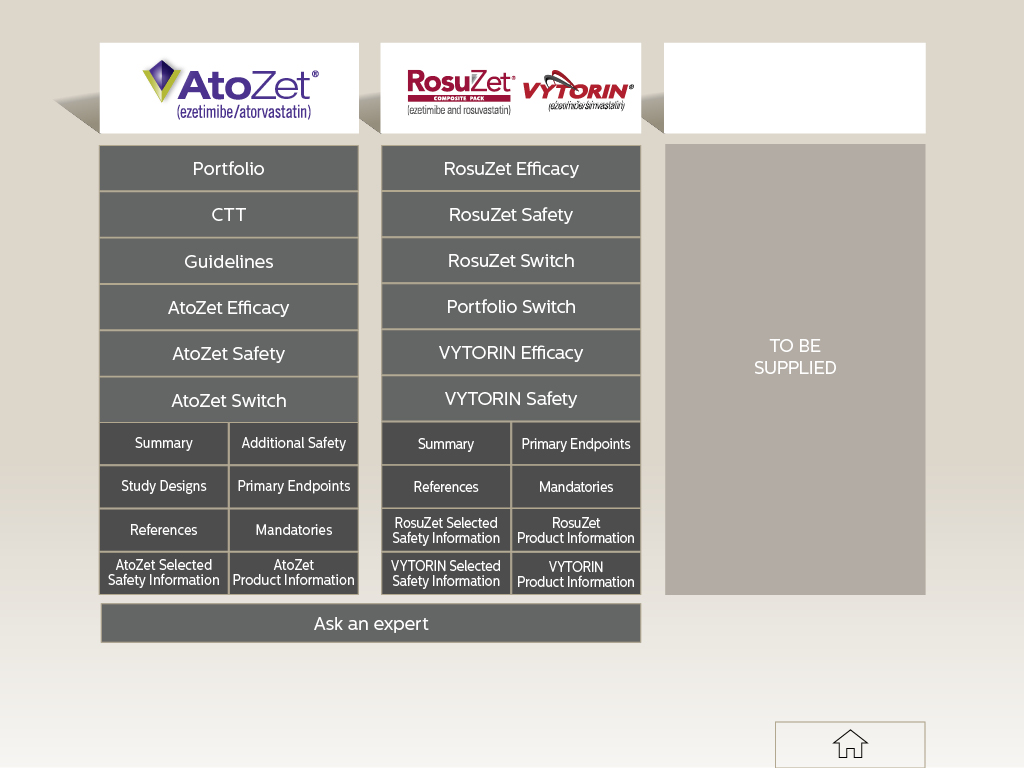 AtoZet®
(ezetimibe/atorvastatin)
RosuZet®
COMPOSITE PACK
(ezetimibe and rosuvastatin)
VYTORIN®
(ezetimibe/simvastatin)
Portfolio
CTT
Guidelines
AtoZet Efficacy
AtoZet Safety
AtoZet Switch
Summary
Additional Safety
Study Designs
Primary Endpoints
References
Mandatories
AtoZet Selected
Safety Information
AtoZet
Product Information
RosuZet Efficacy
RosuZet Safety
RosuZet Switch
Portfolio Switch
VYTORIN Efficacy
VYTORIN Safety
Summary
Primary Endpoints
References
Mandatories
RosuZet Selected
Safety Information
RosuZet
Product Information
VYTORIN Selected
Safety Information
VYTORIN
Product Information
TO BE
SUPPLIED
Ask an expert